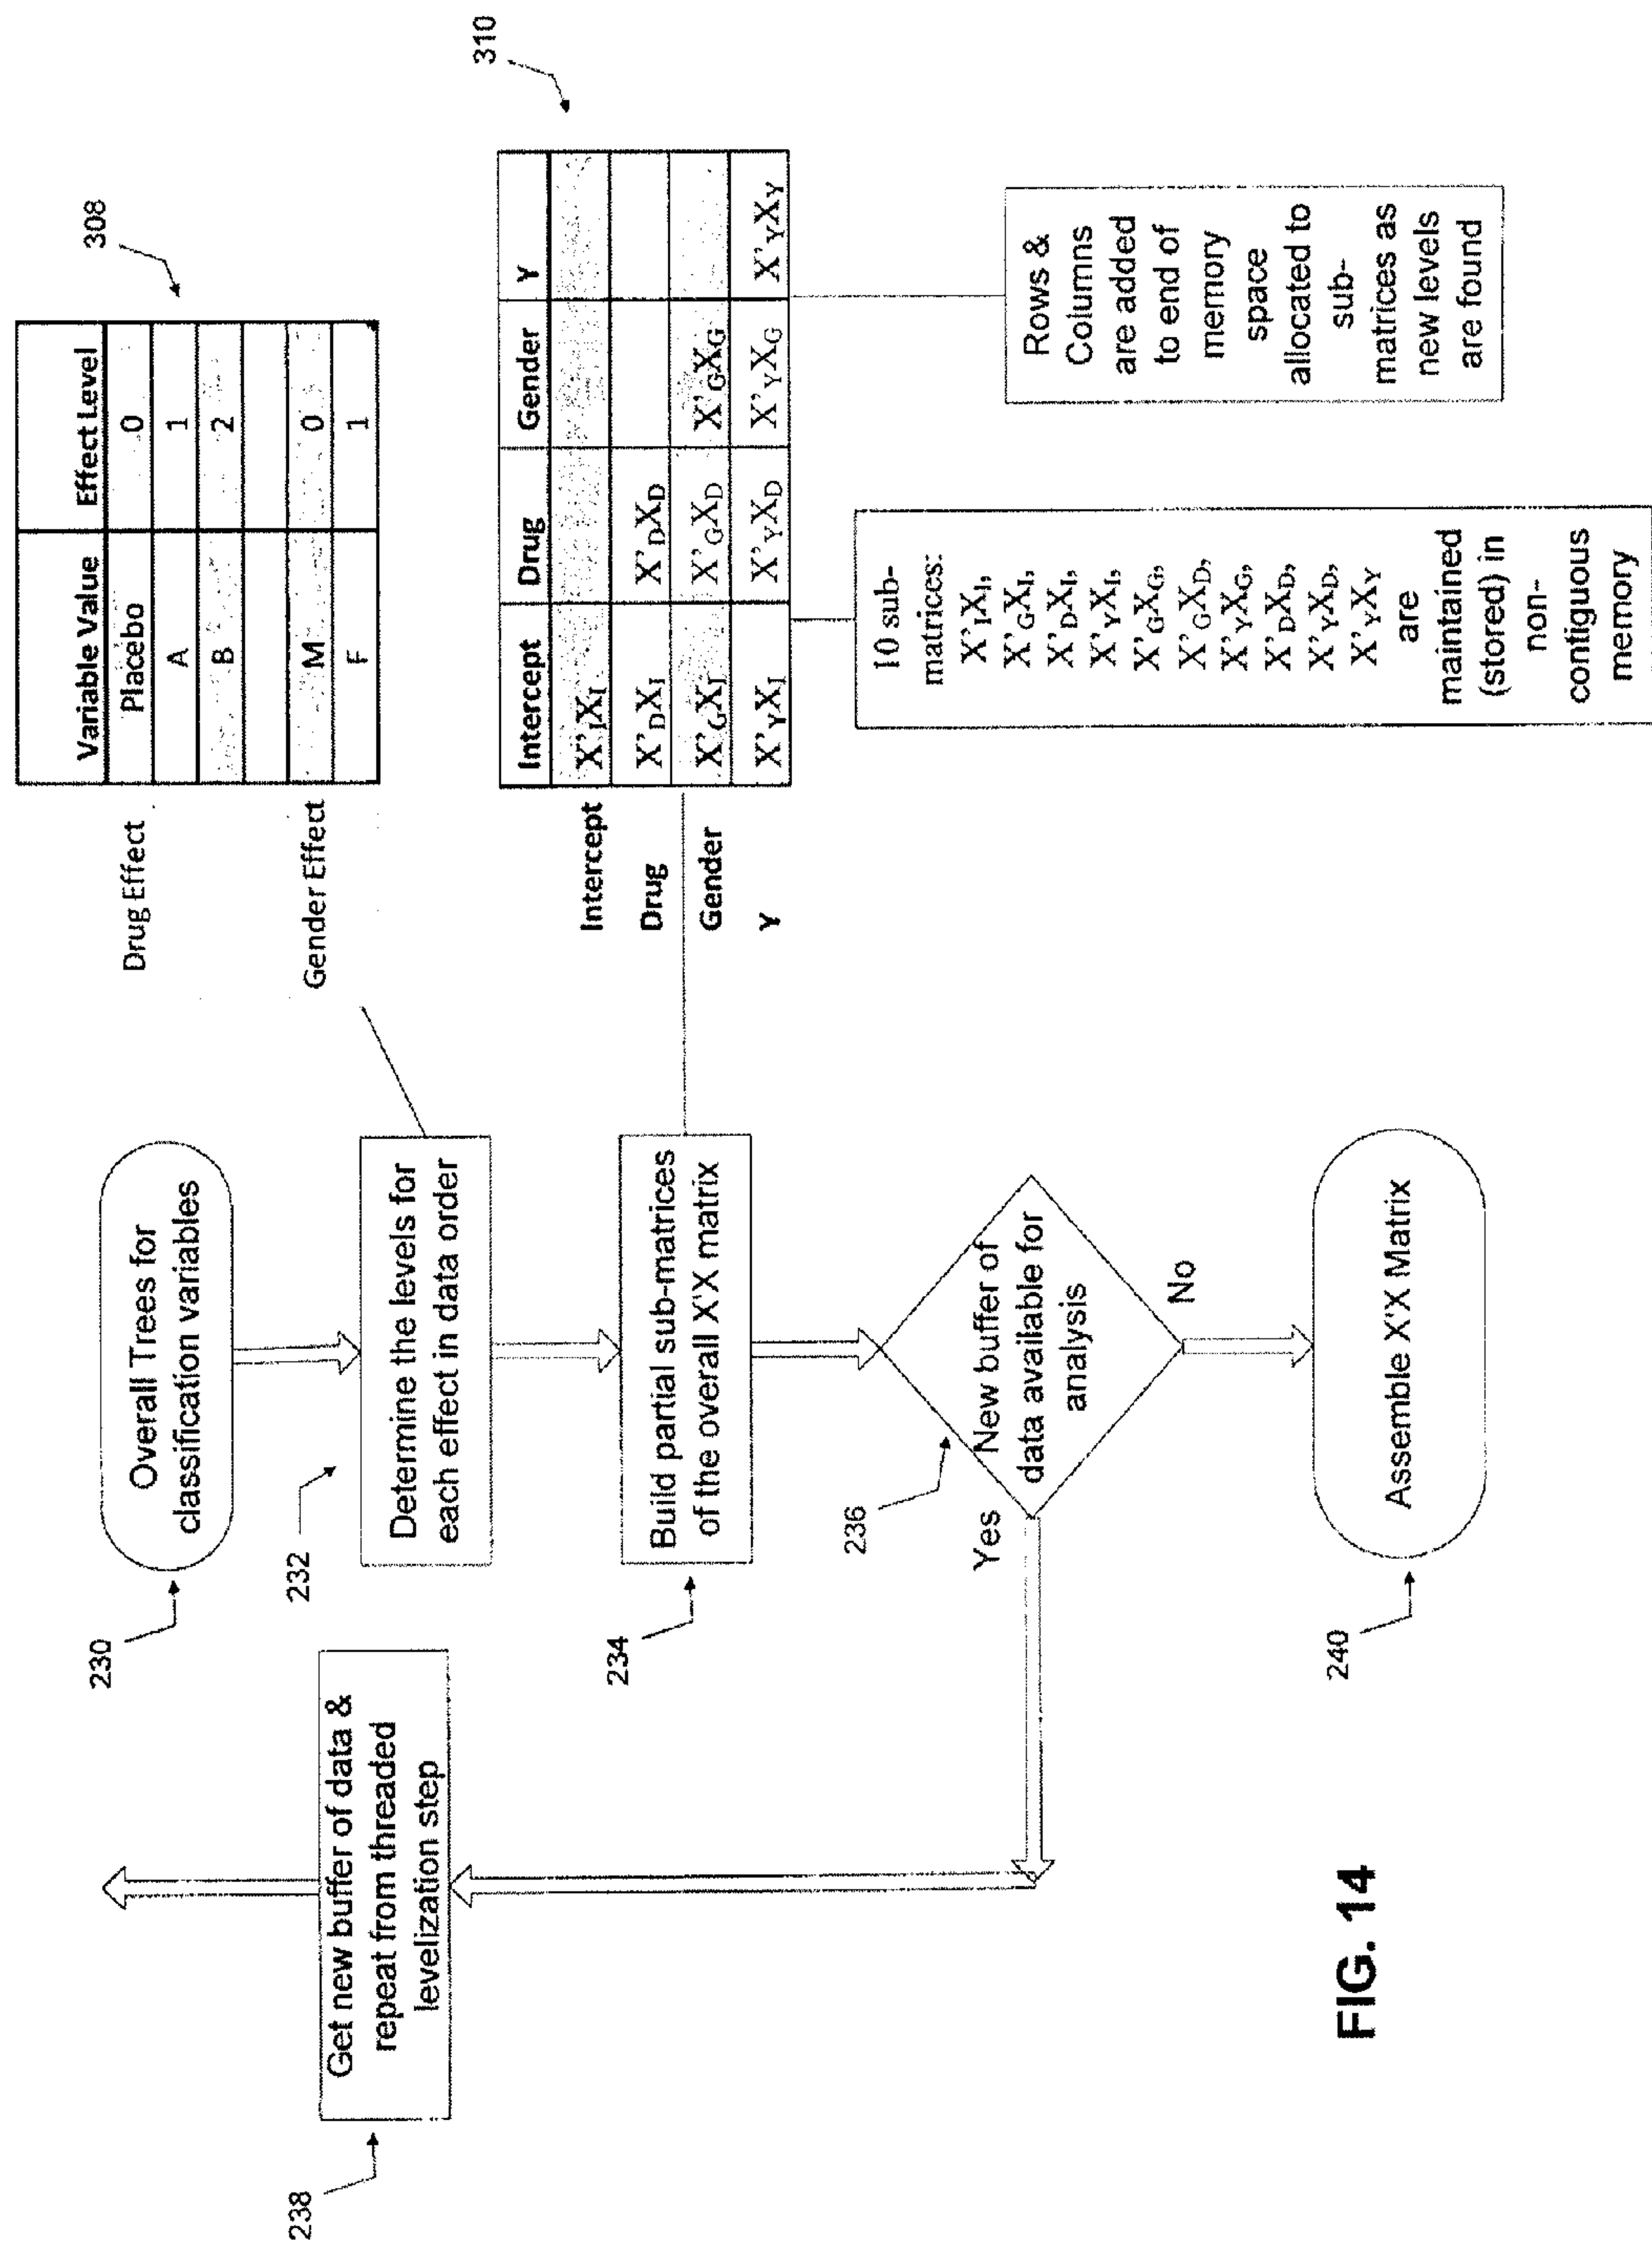 230
Overall Trees for
classification variables
232
Determine the levels for
each effect in data order
308
Variable Value Effect Level
Drug Effect Placebo 0
A 1
B 2
Gender Effect M 0
F 1
238
Get new buffer of data &
repeat from threaded
levelization step
234
Build partial sub-matrices
of the overall X'X matrix
310
Intercept Drug Gender Y
Intercept X'IXI
Drug X'DXI X'DXD
Gender X'GXI X'GXD X'GXG
Y X'YXI X'YXD X'YXG X'YXY
236
Yes
New buffer of
data available for
analysis
No
10 sub-
matrices:
X'IXI,
X'GXI,
X'DXI,
X'YXI,
X'GXG,
X'GXD,
X'YXG,
X'DXD,
X'YXD,
X'YXY
are
maintained
(stored) in
non-
contiguous
memory
Rows &
Columns
are added
to end of
memory
space
allocated to
sub-
matrices as
new levels
are found
240
Assemble X'X Matrix
FIG. 14